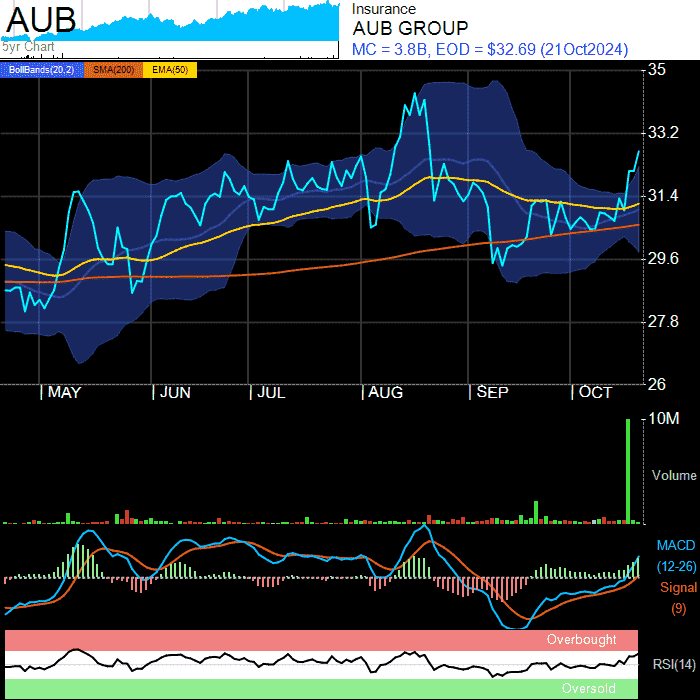 AUB
5yr Chart
Insurance
AUB GROUP
MC = 3.8B, EOD = $32.69 (21Oct2024)
BollBands(20,2) SMA(200) EMA(50)
35
33.2
31.4
29.6
27.8
26
MAY JUN JUL AUG SEP OCT
10M
Volume
MACD
(12-26)
Signal
(9)
Overbought
RSI(14)
Oversold